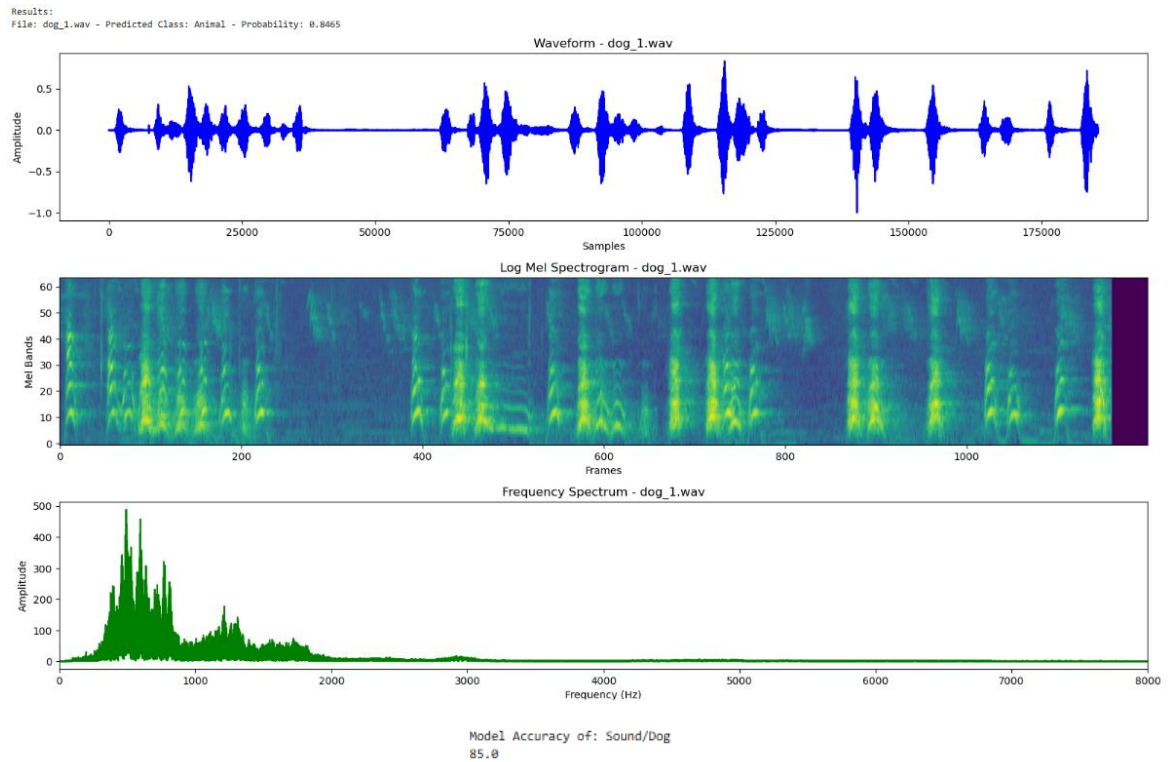 Results:
File: dog_1.wav - Predicted Class: Animal - Probability: 0.8465
Waveform - dog_1.wav
0.5
0.0
−0.5
−1.0
Amplitude
0 25000 50000 75000 100000 125000 150000 175000
Samples
Log Mel Spectrogram - dog_1.wav
60
50
40
30
20
10
0
Mel Bands
0 200 400 600 800 1000
Frames
Frequency Spectrum - dog_1.wav
500
400
300
200
100
0
Amplitude
0 1000 2000 3000 4000 5000 6000 7000 8000
Frequency (Hz)
Model Accuracy of: Sound/Dog
85.0